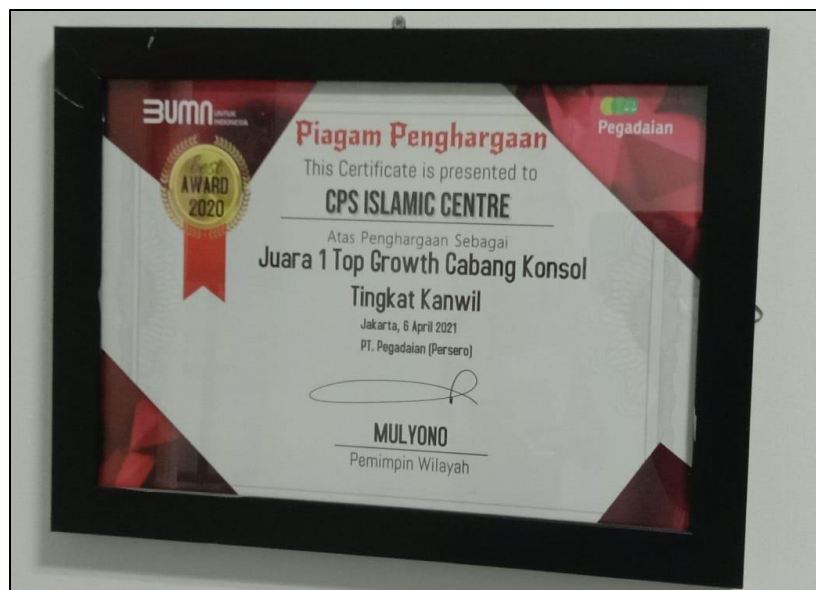 BUMN UNTUK
INDONESIA
Pegadaian
best
AWARD
2020
Piagam Penghargaan
This Certificate is presented to
CPS ISLAMIC CENTRE
Atas Penghargaan Sebagai
Juara 1 Top Growth Cabang Konsol
Tingkat Kanwil
Jakarta, 6 April 2021
PT. Pegadaian (Persero)
MULYONO
Pemimpin Wilayah